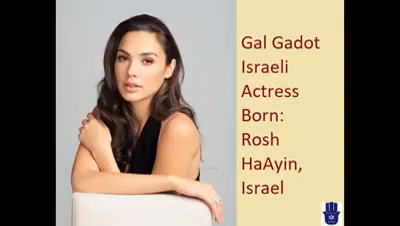 Gal Gadot
Israeli
Actress
Born:
Rosh
HaAyin,
Israel